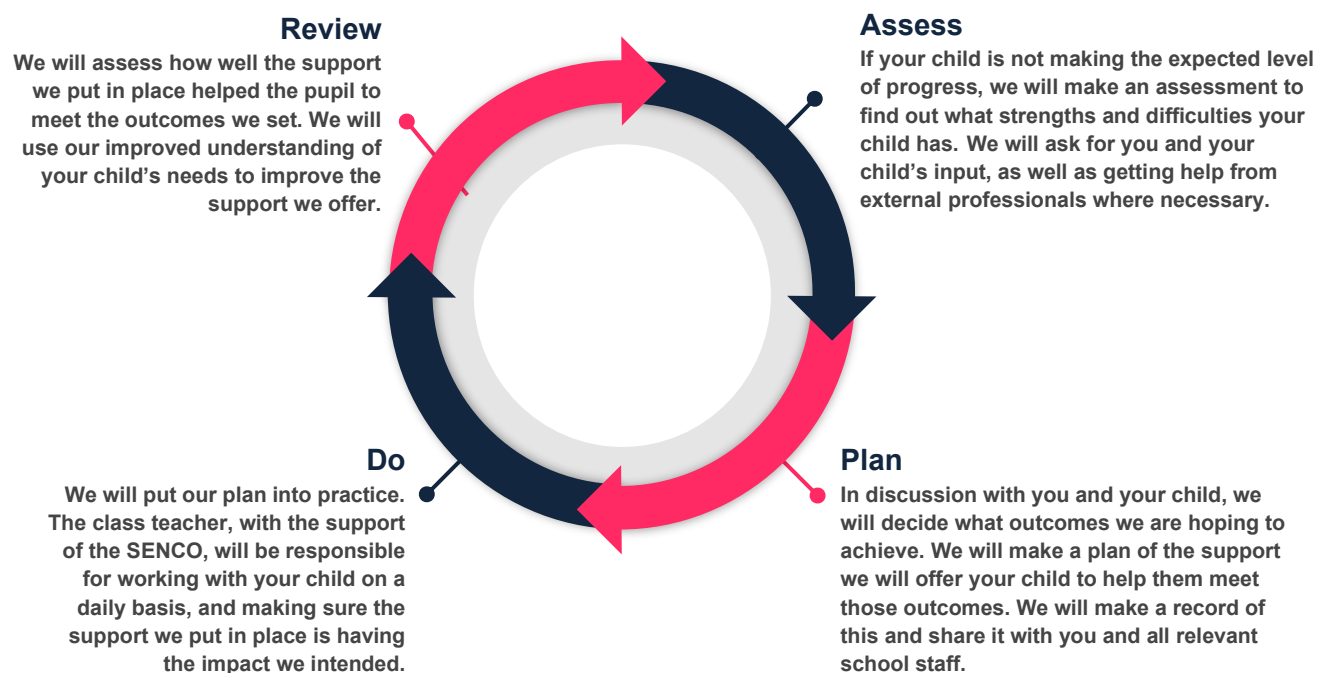 Review
We will assess how well the support
we put in place helped the pupil to
meet the outcomes we set. We will
use our improved understanding of
your child’s needs to improve the
support we offer.
Assess
If your child is not making the expected level
of progress, we will make an assessment to
find out what strengths and difficulties your
child has. We will ask for you and your
child’s input, as well as getting help from
external professionals where necessary.
Do
We will put our plan into practice.
The class teacher, with the support
of the SENCO, will be responsible
for working with your child on a
daily basis, and making sure the
support we put in place is having
the impact we intended.
Plan
In discussion with you and your child, we
will decide what outcomes we are hoping to
achieve. We will make a plan of the support
we will offer your child to help them meet
those outcomes. We will make a record of
this and share it with you and all relevant
school staff.